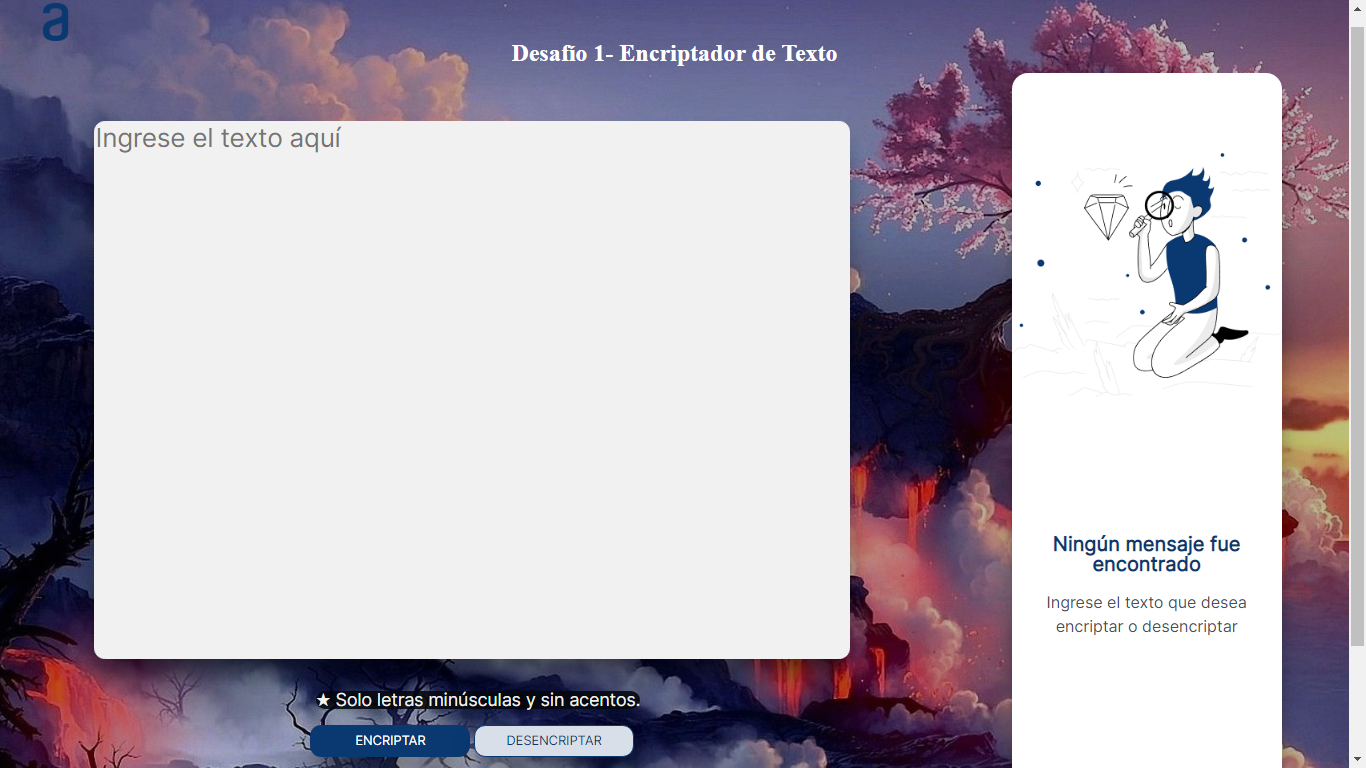 a
Desafío 1- Encriptador de Texto
Ingrese el texto aquí
Ningún mensaje fue
encontrado
Ingrese el texto que desea
encriptar o desencriptar
★ Solo letras minúsculas y sin acentos.
ENCRIPTAR
DESENCRIPTAR